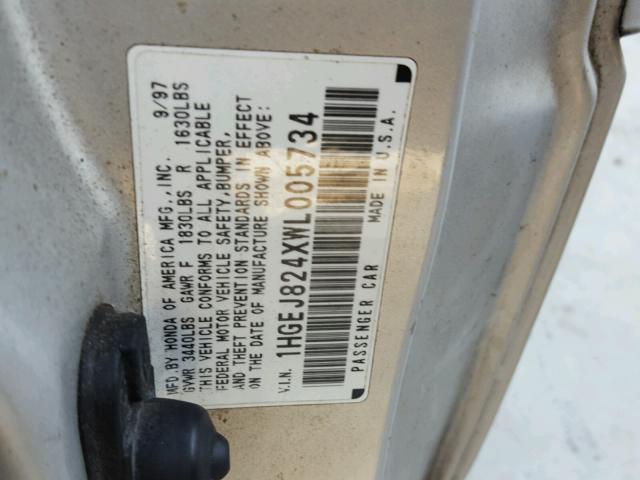 MFD. BY HONDA OF AMERICA MFG., INC. 9/97
GVWR 3440LBS GAWR F 1830LBS R 1630LBS
THIS VEHICLE CONFORMS TO ALL APPLICABLE
FEDERAL MOTOR VEHICLE SAFETY, BUMPER,
AND THEFT PREVENTION STANDARDS IN EFFECT
ON THE DATE OF MANUFACTURE SHOWN ABOVE:
V.I.N. 1HGEJ824XWL005734
PASSENGER CAR MADE IN U.S.A.